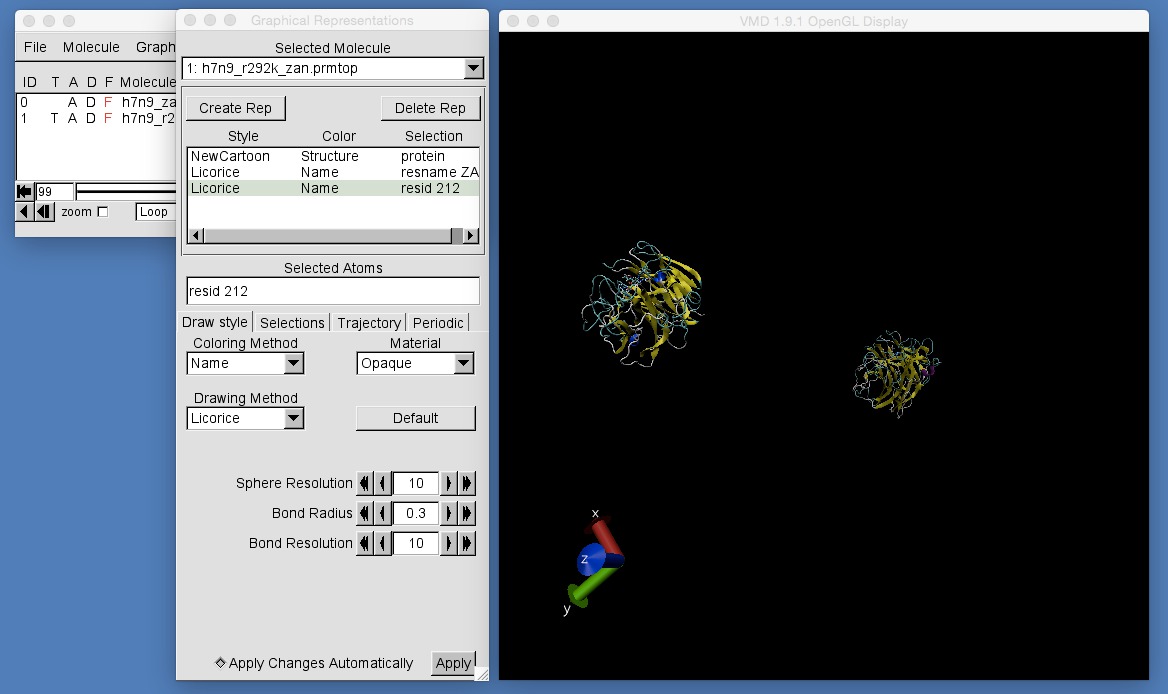 File Molecule Graph
ID T A D F Molecule
0 A D F h7n9_za
1 T A D F h7n9_r2
99
zoom Loop
Graphical Representations
Selected Molecule
1: h7n9_r292k_zan.prmtop
Create Rep Delete Rep
Style Color Selection
NewCartoon Structure protein
Licorice Name resname ZA
Licorice Name resid 212
Selected Atoms
resid 212
Draw style Selections Trajectory Periodic
Coloring Method Material
Name Opaque
Drawing Method
Licorice Default
Sphere Resolution 10
Bond Radius 0.3
Bond Resolution 10
Apply Changes Automatically Apply
VMD 1.9.1 OpenGL Display
x
z
y